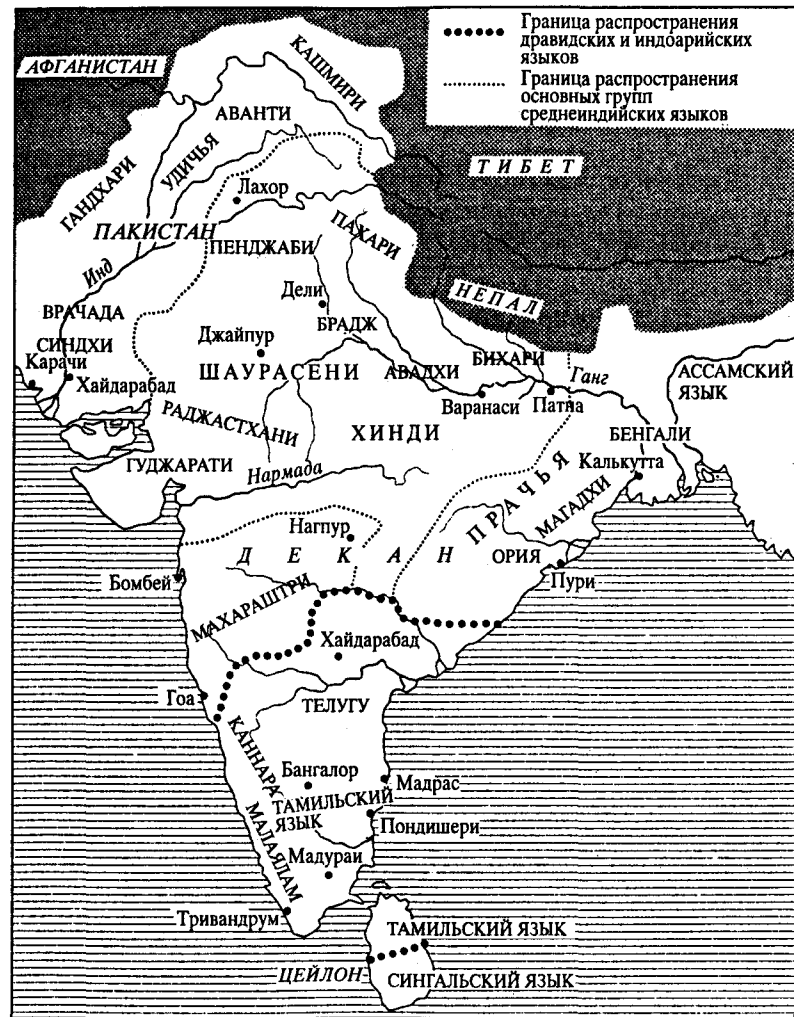 Граница распространения
дравидских и индоарийских
языков
Граница распространения
основных групп
среднеиндийских языков
АФГАНИСТАН
КАШМИРИ
АВАНТИ
УДИЧЬЯ
ГАНДХАРИ
ТИБЕТ
Лахор
ПАКИСТАН
ПАХАРИ
ПЕНДЖАБИ
Инд
Дели
НЕПАЛ
ВРАЧАДА
БРАДЖ
СИНДХИ
Джайпур
Карачи
ШАУРАСЕНИ
АВАДХИ
БИХАРИ
Ганг
АССАМСКИЙ
ЯЗЫК
Хайдарабад
Варанаси
Патна
РАДЖАСТХАНИ
ХИНДИ
БЕНГАЛИ
ГУДЖАРАТИ
Нармада
Калькутта
ПРАЧЬЯ
МАГАДХИ
Нагпур
ДЕКАН
ОРИЯ
Бомбей
Пури
МАХАРАШТРИ
Хайдарабад
Гоа
ТЕЛУГУ
КАННАРА
Бангалор
Мадрас
ТАМИЛЬСКИЙ
ЯЗЫК
Пондишери
МАЛАЯЛАМ
Мадураи
Тривандрум
ТАМИЛЬСКИЙ ЯЗЫК
ЦЕЙЛОН
СИНГАЛЬСКИЙ ЯЗЫК